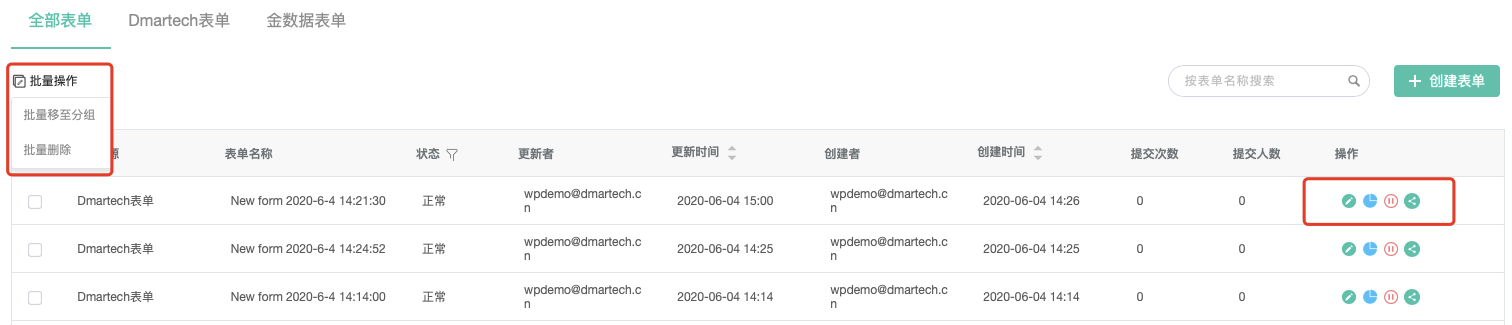 全部表单 Dmartech表单 金数据表单
批量操作
按表单名称搜索
创建表单
批量移至分组
批量删除
源 表单名称 状态 更新者 更新时间 创建者 创建时间 提交次数 提交人数 操作
Dmartech表单 New form 2020-6-4 14:21:30 正常 wpdemo@dmartech.cn 2020-06-04 15:00 wpdemo@dmartech.cn 2020-06-04 14:26 0 0
Dmartech表单 New form 2020-6-4 14:24:52 正常 wpdemo@dmartech.cn 2020-06-04 14:25 wpdemo@dmartech.cn 2020-06-04 14:25 0 0
Dmartech表单 New form 2020-6-4 14:14:00 正常 wpdemo@dmartech.cn 2020-06-04 14:14 wpdemo@dmartech.cn 2020-06-04 14:14 0 0